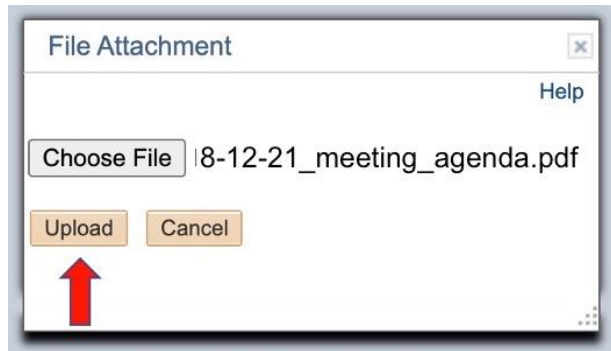 File Attachment
Help
Choose File 8-12-21_meeting_agenda.pdf
Upload Cancel